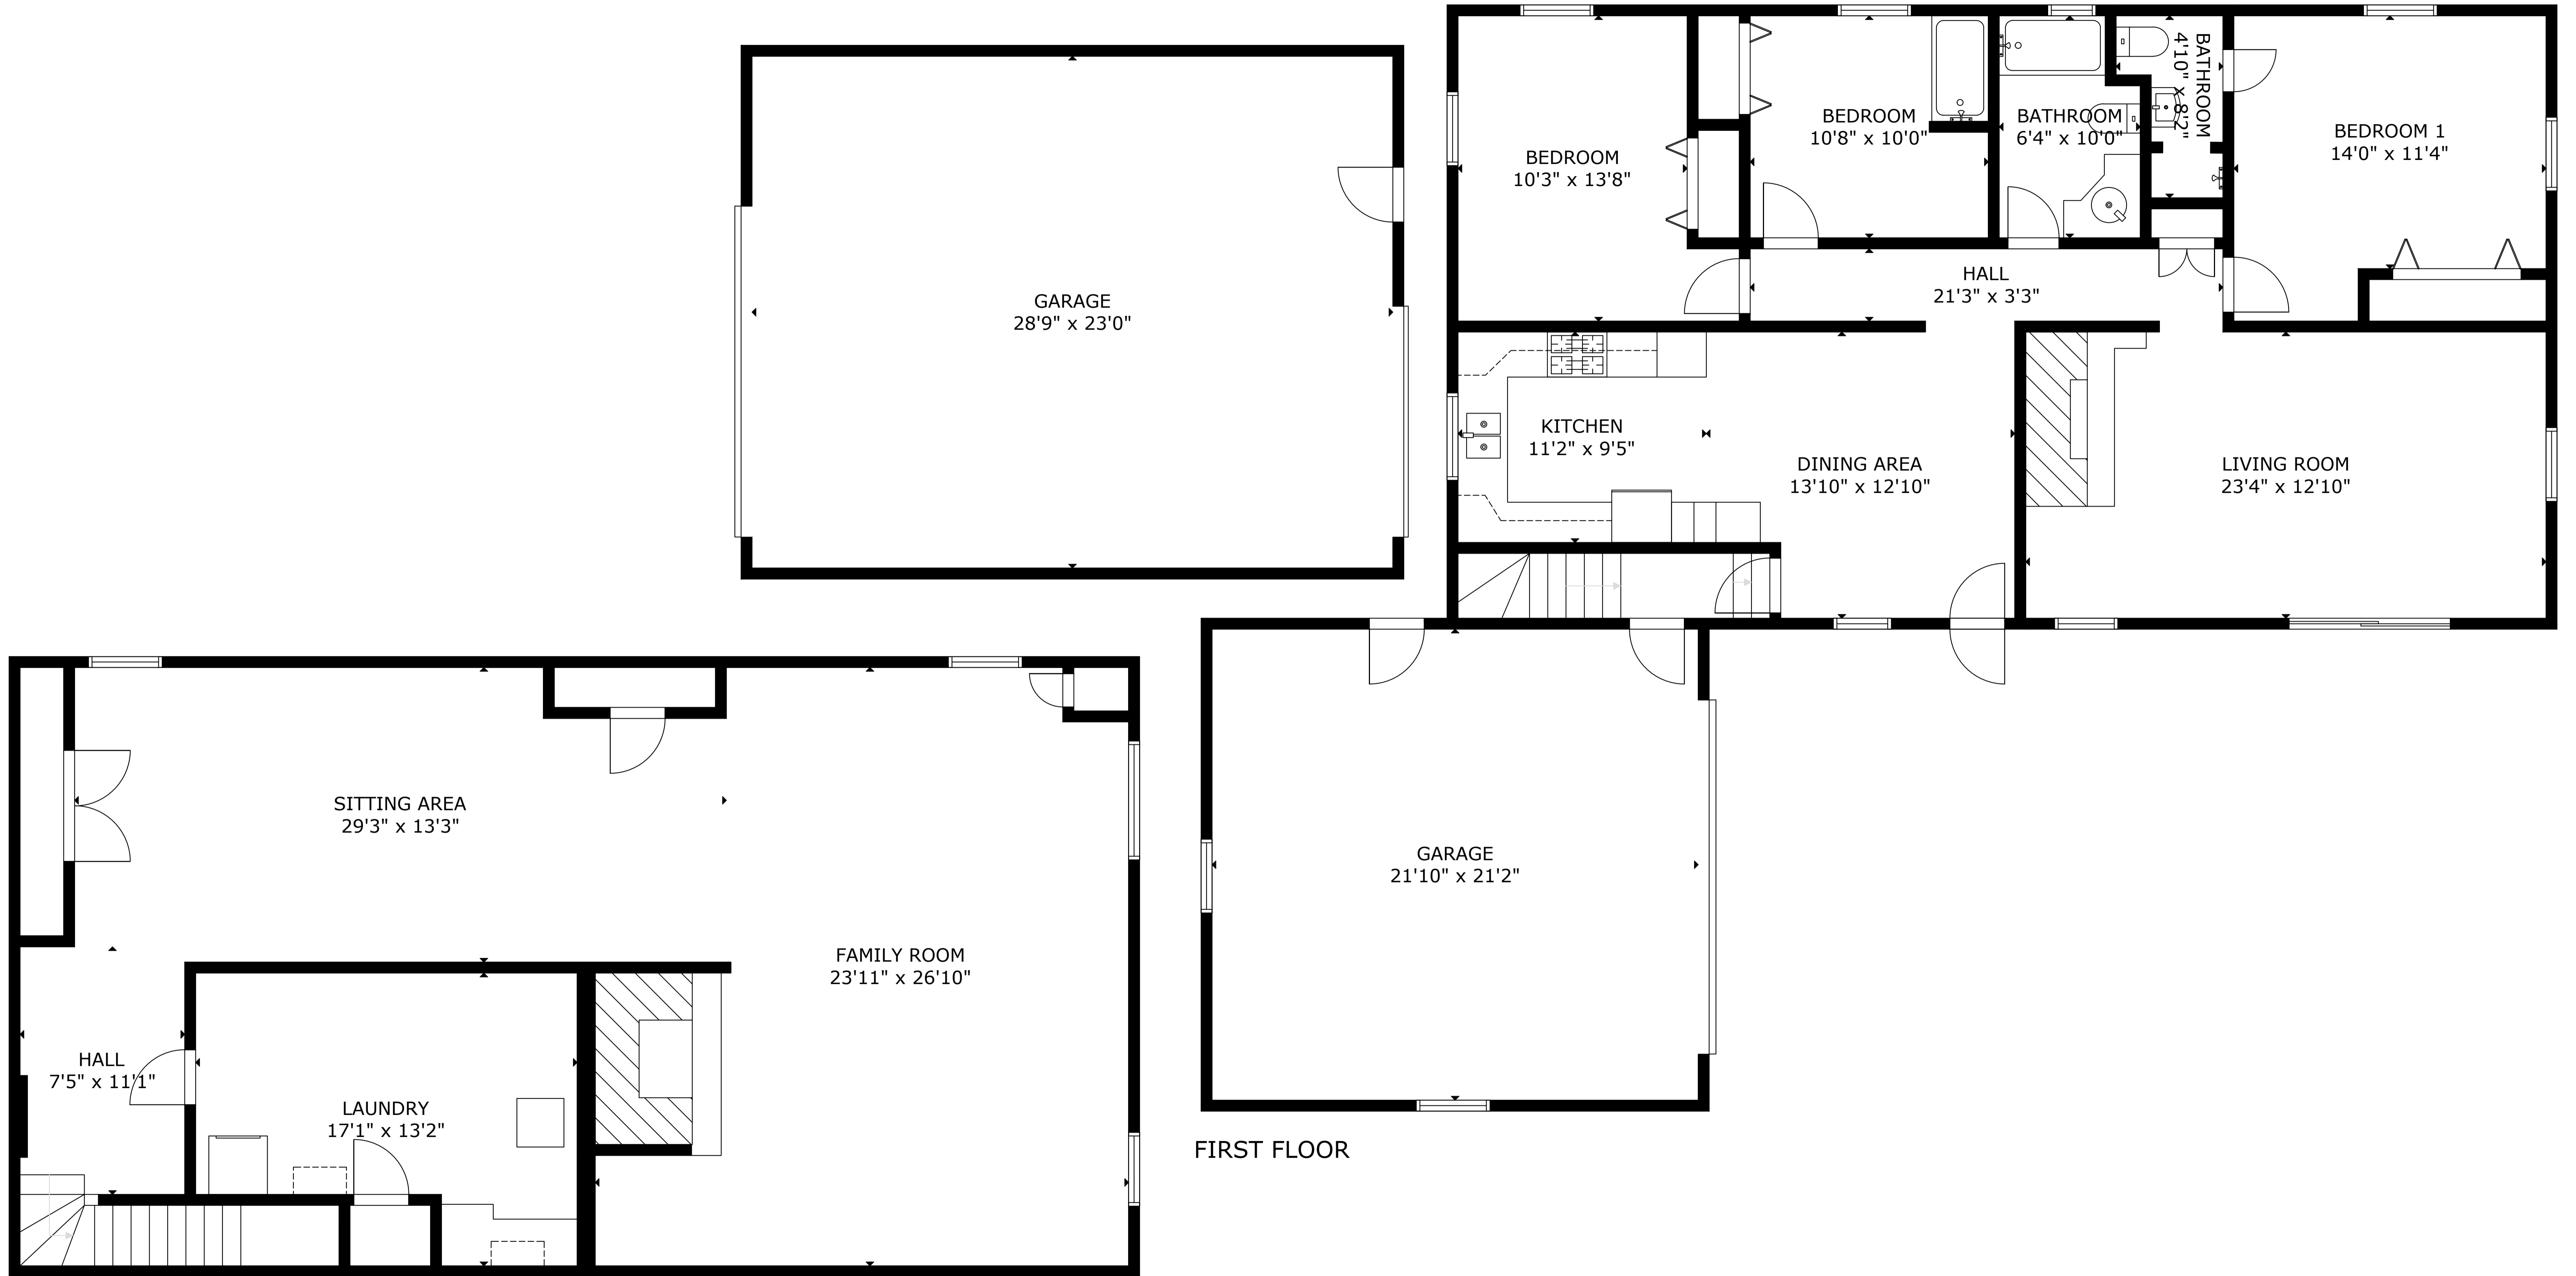 GARAGE
28'9" x 23'0"
BEDROOM
10'3" x 13'8"
BEDROOM
10'8" x 10'0"
BATHROOM
6'4" x 10'0"
BATHROOM
4'10" x 8'2"
BEDROOM 1
14'0" x 11'4"
HALL
21'3" x 3'3"
KITCHEN
11'2" x 9'5"
DINING AREA
13'10" x 12'10"
LIVING ROOM
23'4" x 12'10"
SITTING AREA
29'3" x 13'3"
FAMILY ROOM
23'11" x 26'10"
HALL
7'5" x 11'1"
LAUNDRY
17'1" x 13'2"
GARAGE
21'10" x 21'2"
FIRST FLOOR